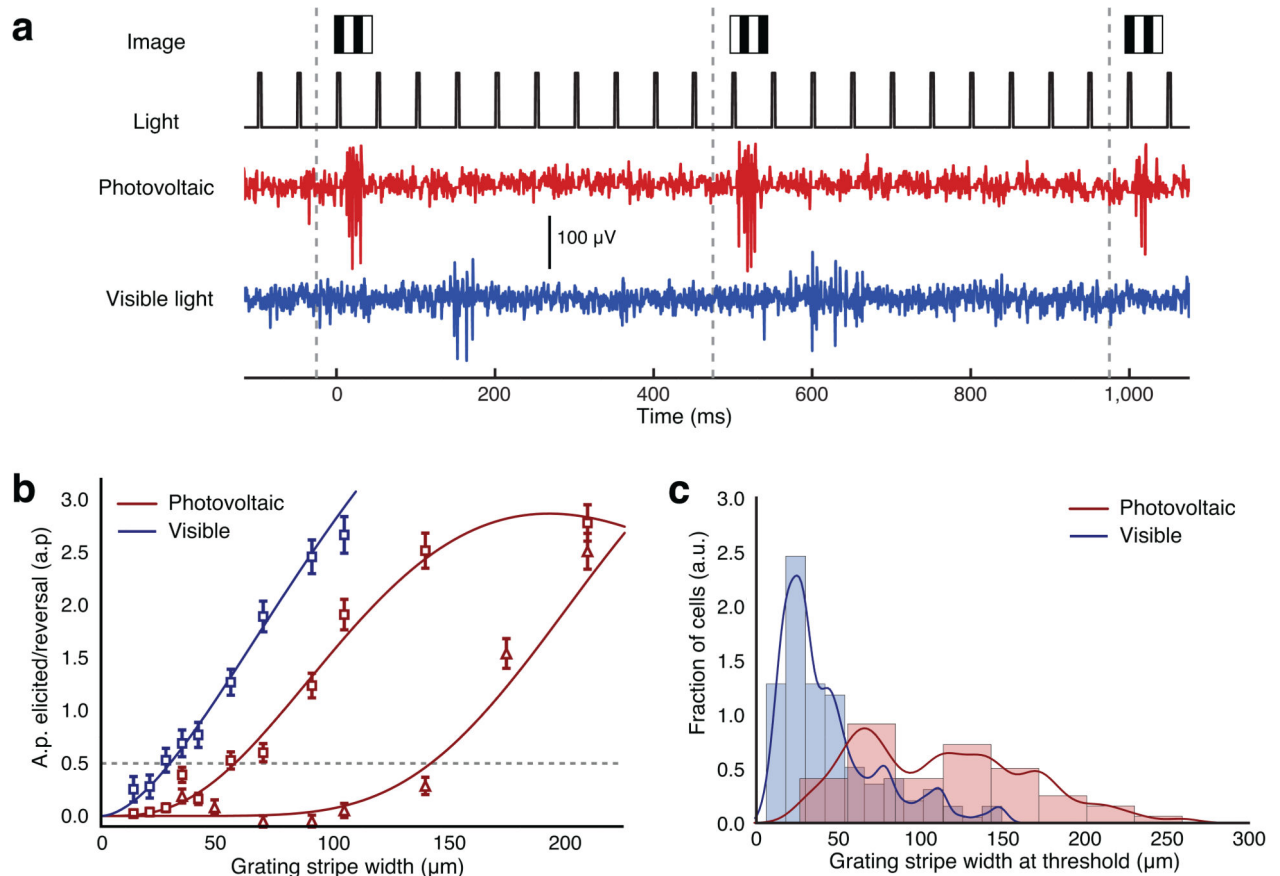 a
Image
Light
Photovoltaic
100 µV
Visible light
0 200 400 600 800 1,000
Time (ms)
b
Photovoltaic
Visible
A.p. elicited/reversal (a.p)
3.0
2.5
2.0
1.5
1.0
0.5
0.0
0 50 100 150 200
Grating stripe width (µm)
c
Photovoltaic
Visible
Fraction of cells (a.u.)
3.0
2.5
2.0
1.5
1.0
0.5
0.0
0 50 100 150 200 250 300
Grating stripe width at threshold (µm)